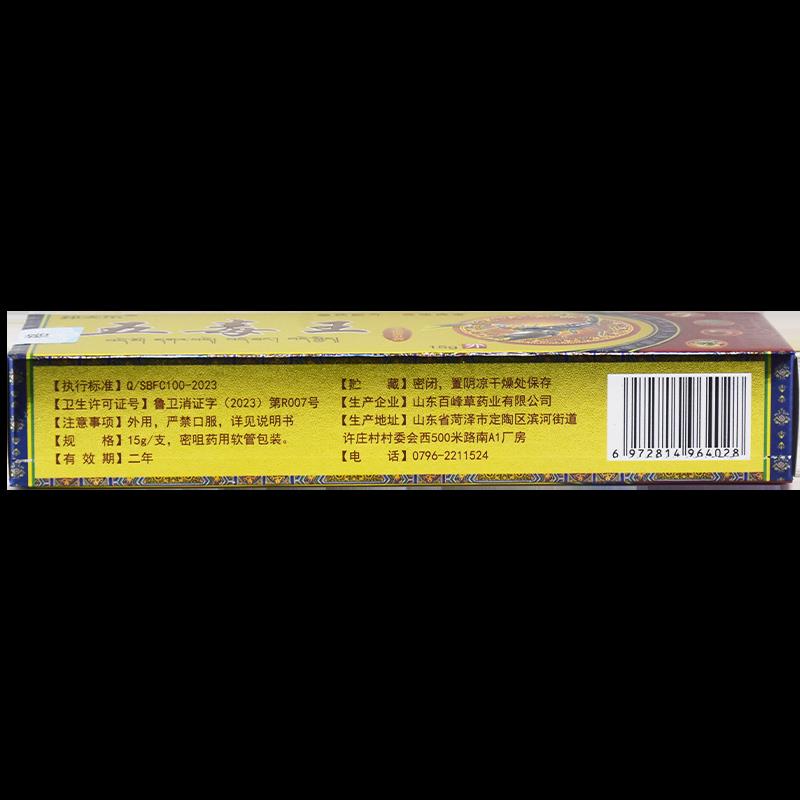 五毒王
15g
【执行标准】Q/SBFC100-2023
【卫生许可证号】鲁卫消证字（2023）第R007号
【注意事项】外用，严禁口服，详见说明书
【规 格】15g/支，密咀药用软管包装。
【有 效 期】二年
【贮 藏】密闭，置阴凉干燥处保存
【生产企业】山东百峰草药业有限公司
【生产地址】山东省菏泽市定陶区滨河街道
许庄村村委会西500米路南A1厂房
【电 话】0796-2211524
6 972814 964028